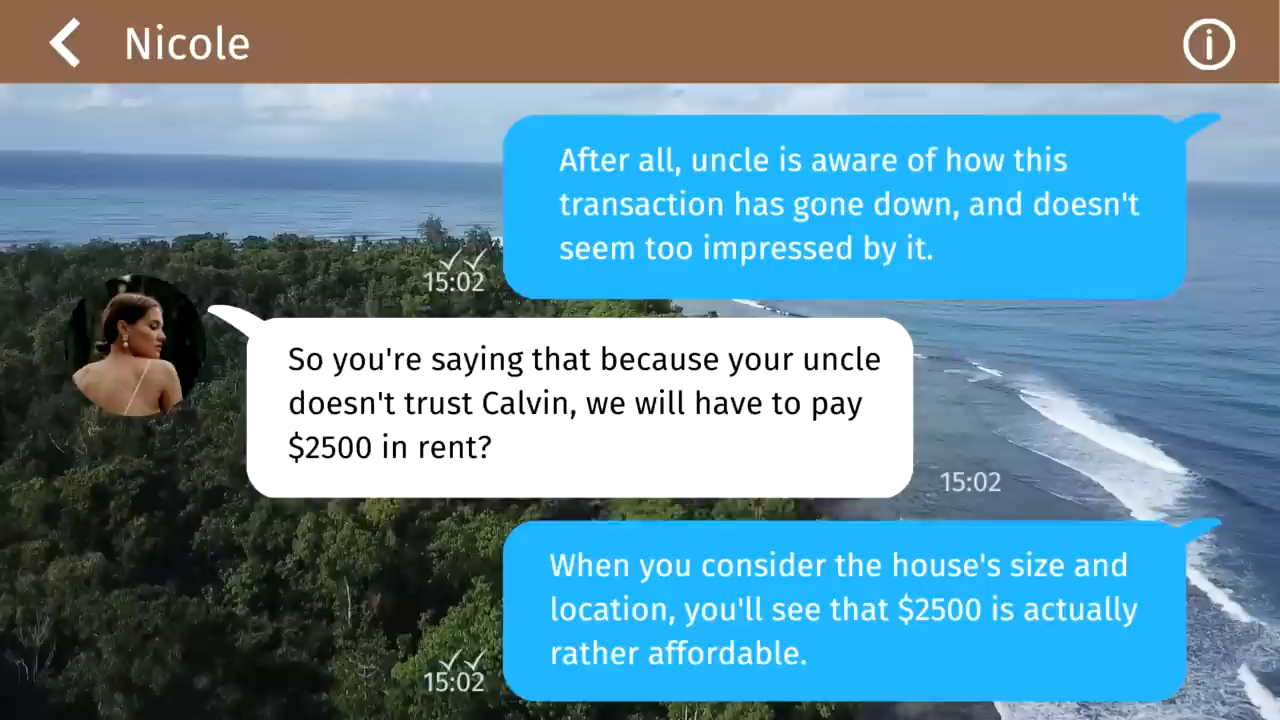 Nicole
After all, uncle is aware of how this
transaction has gone down, and doesn't
seem too impressed by it.
15:02
So you're saying that because your uncle
doesn't trust Calvin, we will have to pay
$2500 in rent?
15:02
When you consider the house's size and
location, you'll see that $2500 is actually
rather affordable.
15:02